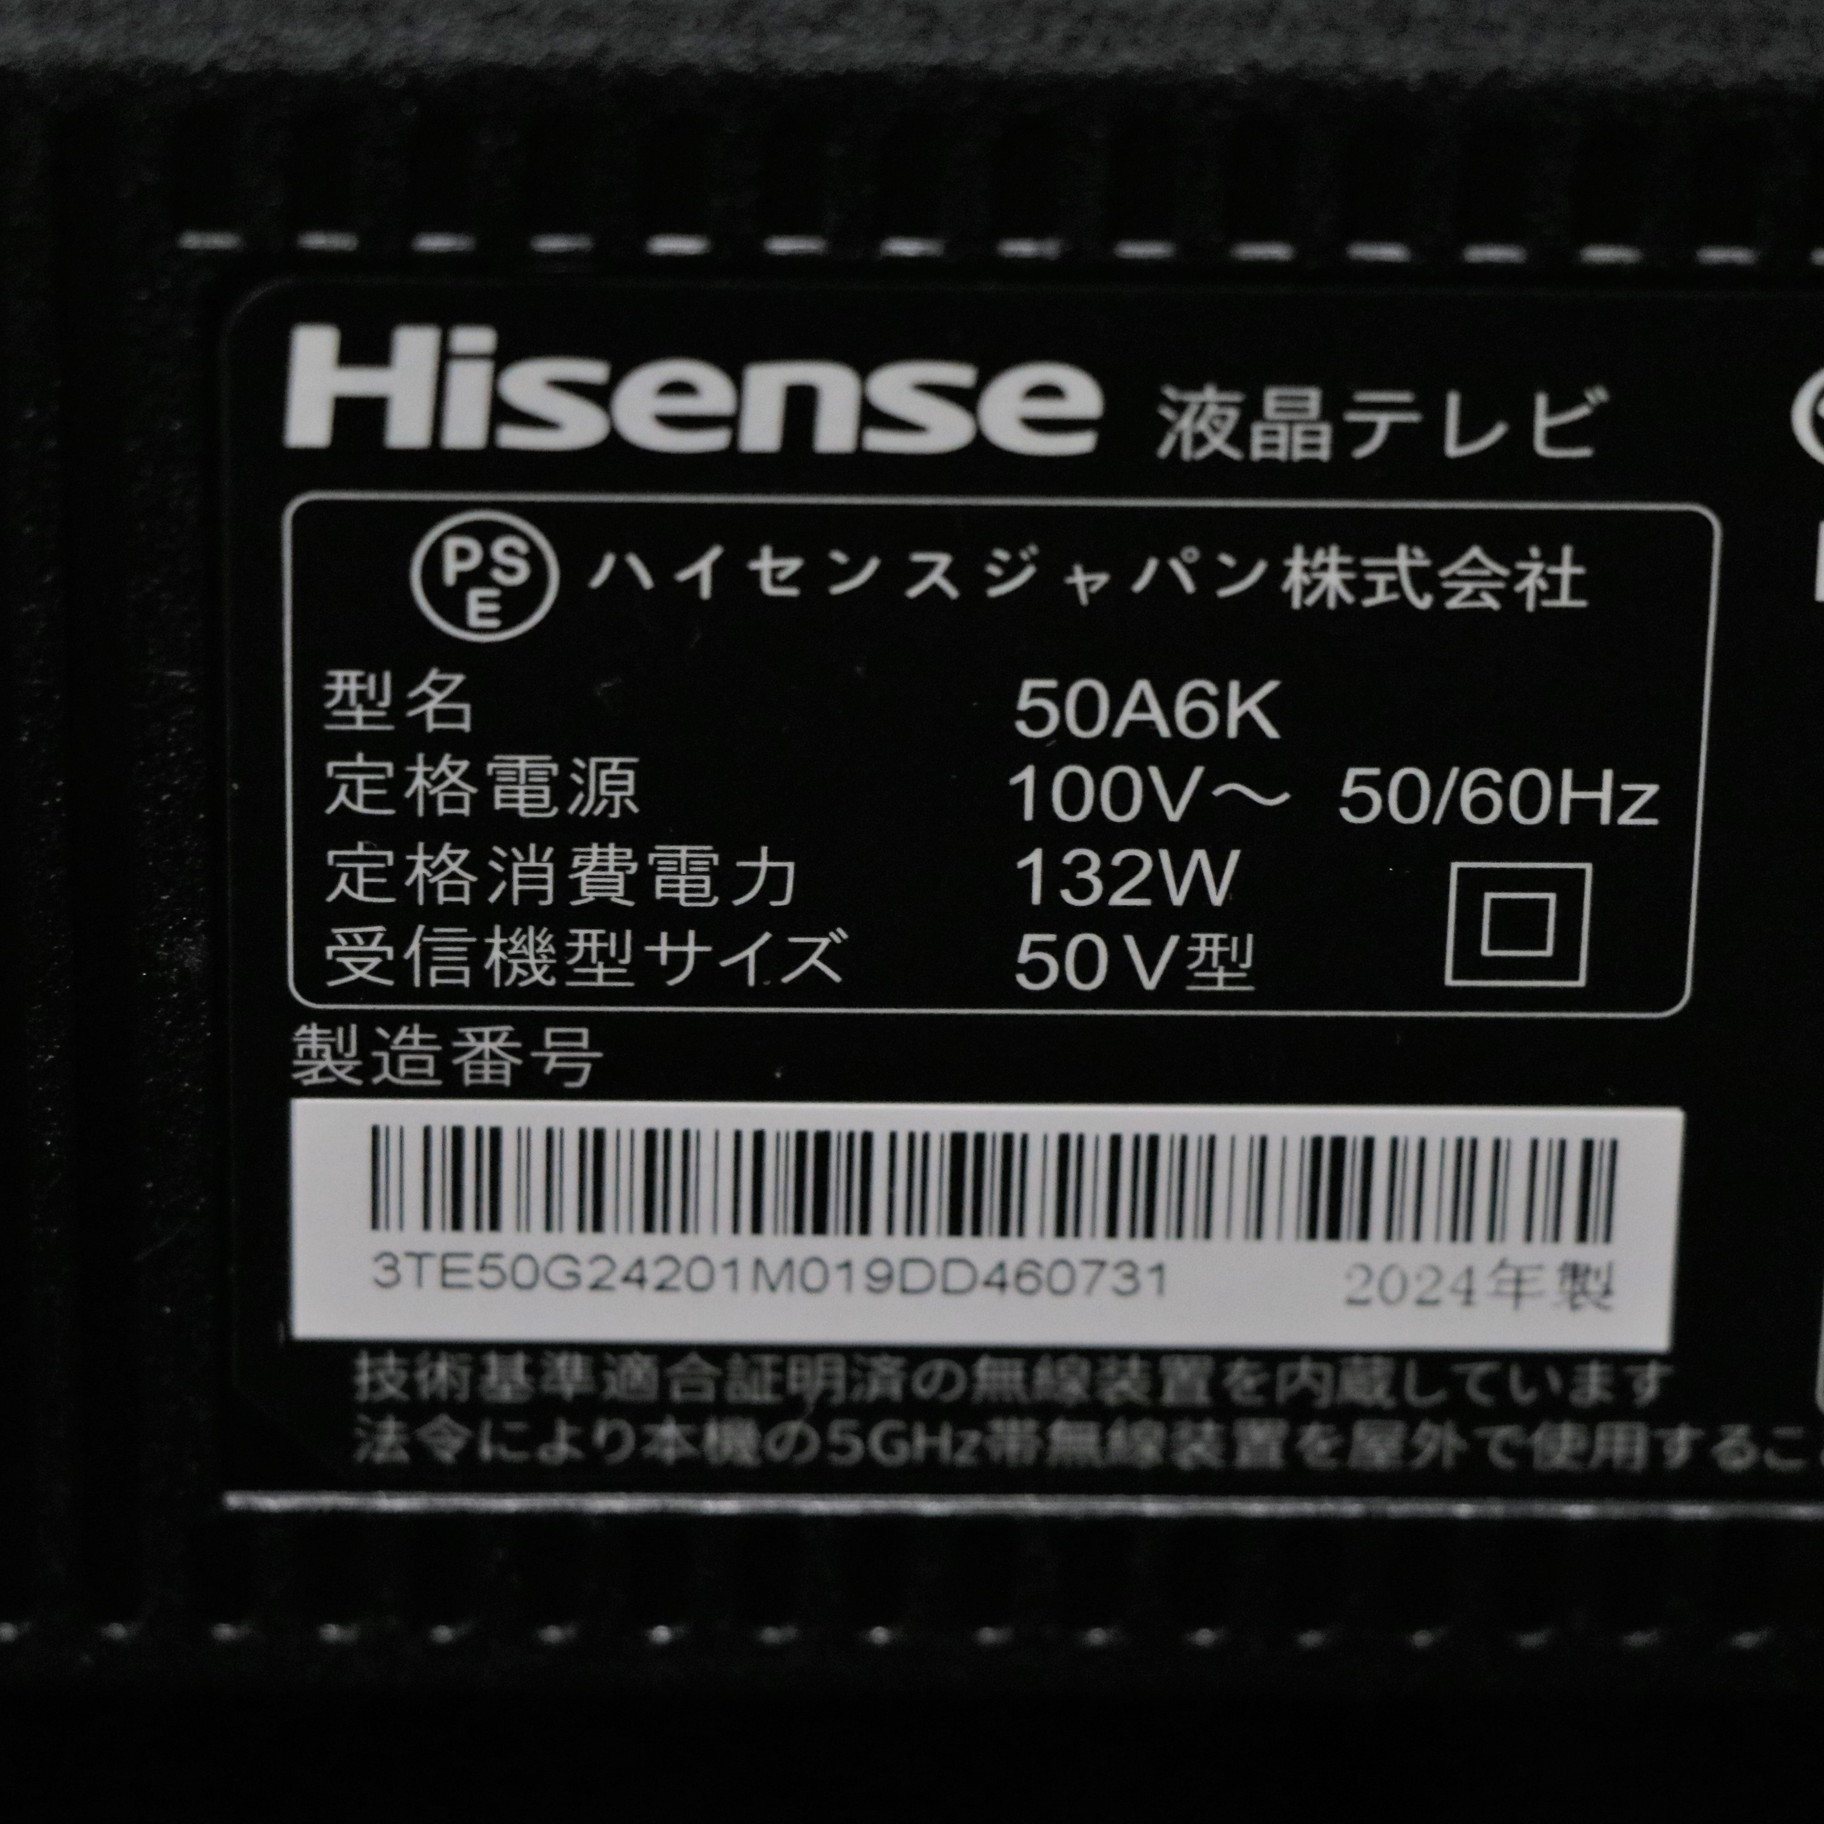 Hisense 液晶テレビ
PSE ハイセンスジャパン株式会社
型名 50A6K
定格電源 100V～ 50/60Hz
定格消費電力 132W
受信機型サイズ 50V型
製造番号
3TE50G24201M019DD460731 2024年製
技術基準適合証明済の無線装置を内蔵しています
法令により本機の5GHz帯無線装置を屋外で使用するこ